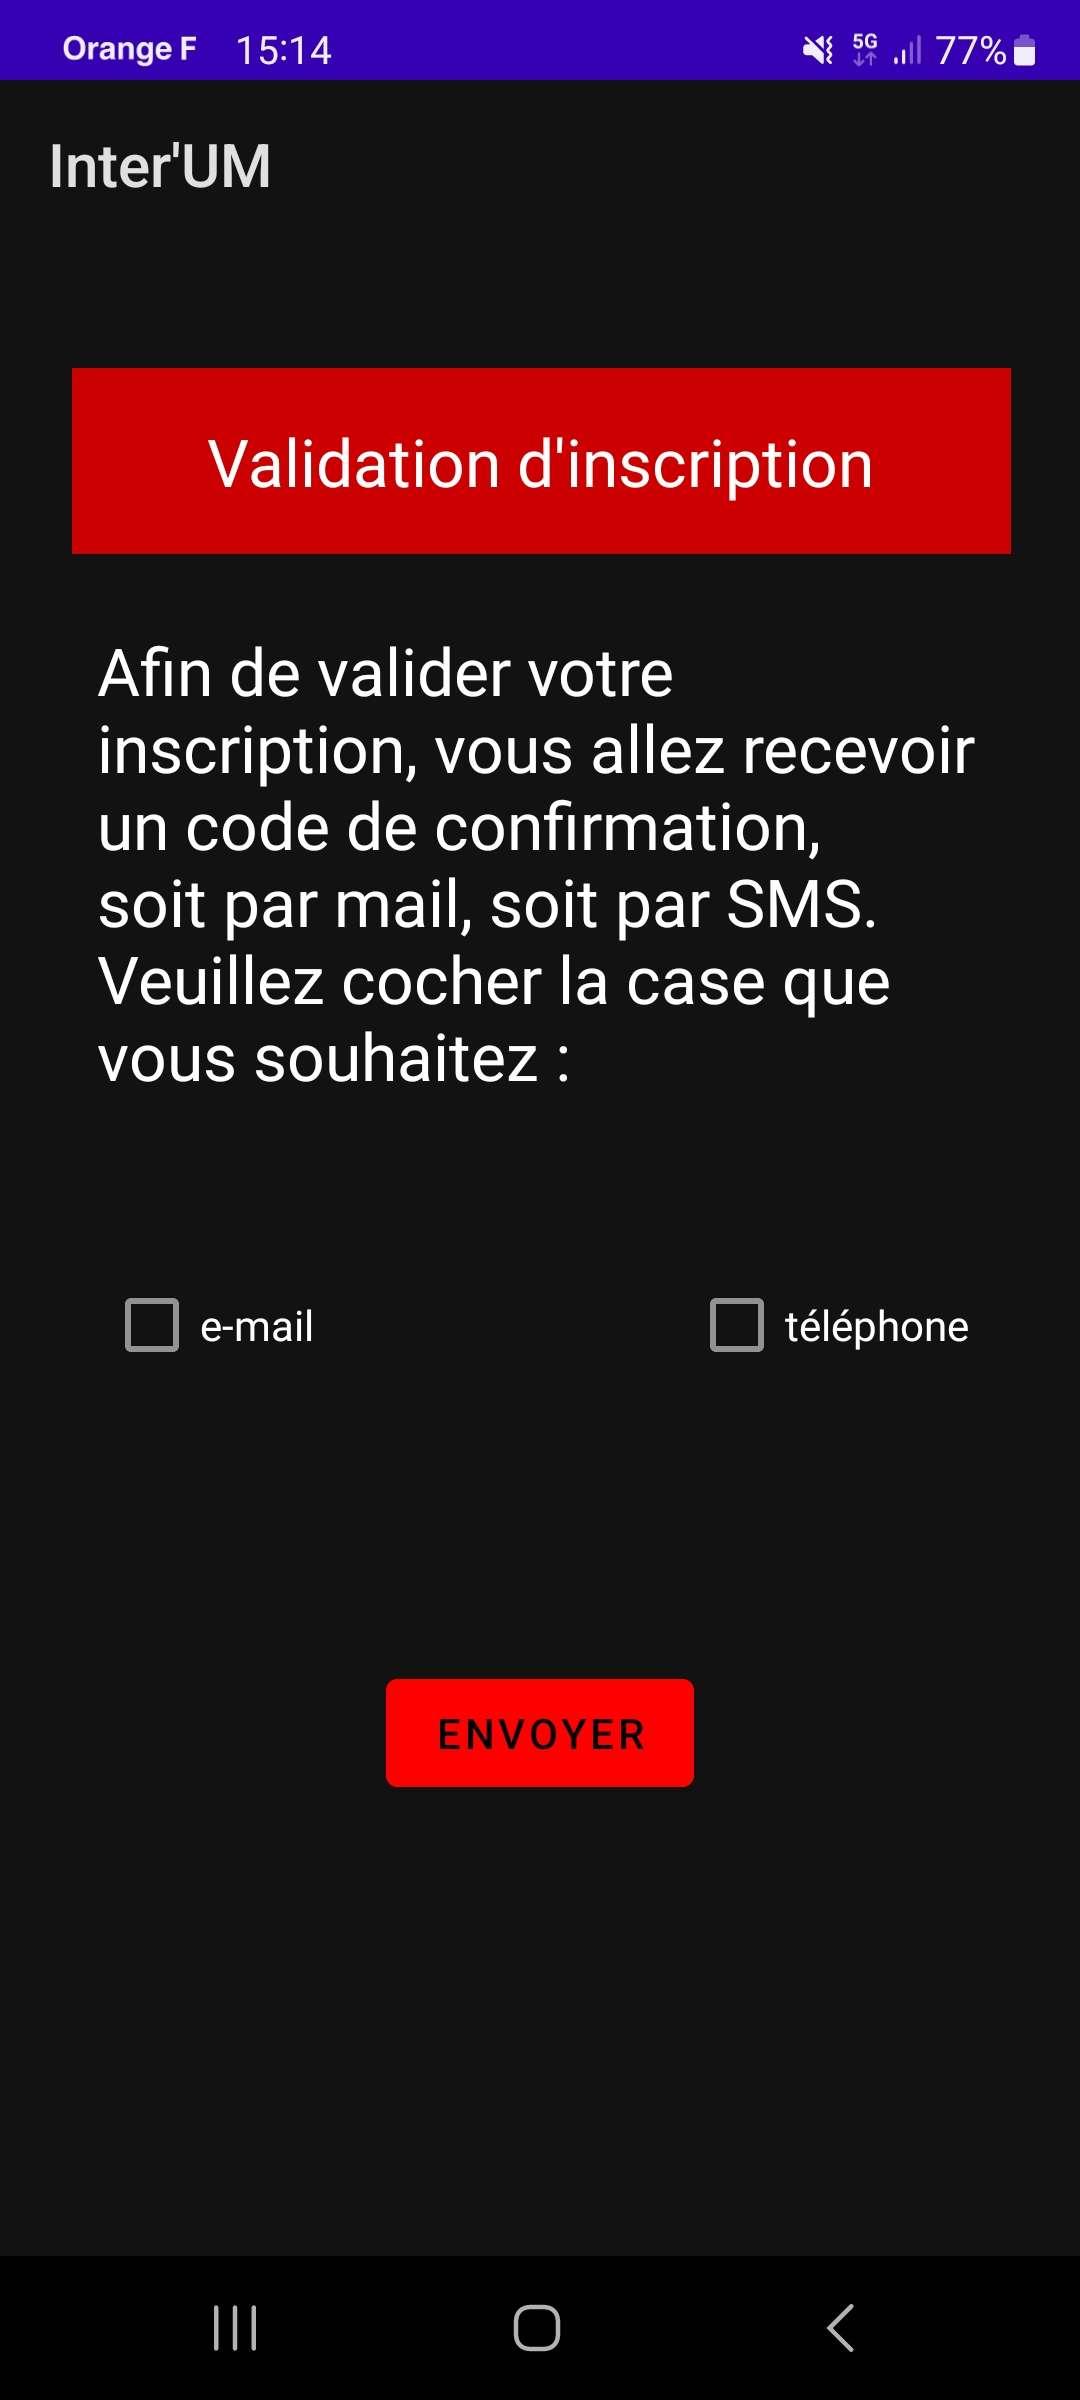 Orange F 15:14 5G 77%
Inter'UM
Validation d'inscription
Afin de valider votre
inscription, vous allez recevoir
un code de confirmation,
soit par mail, soit par SMS.
Veuillez cocher la case que
vous souhaitez :
e-mail téléphone
ENVOYER